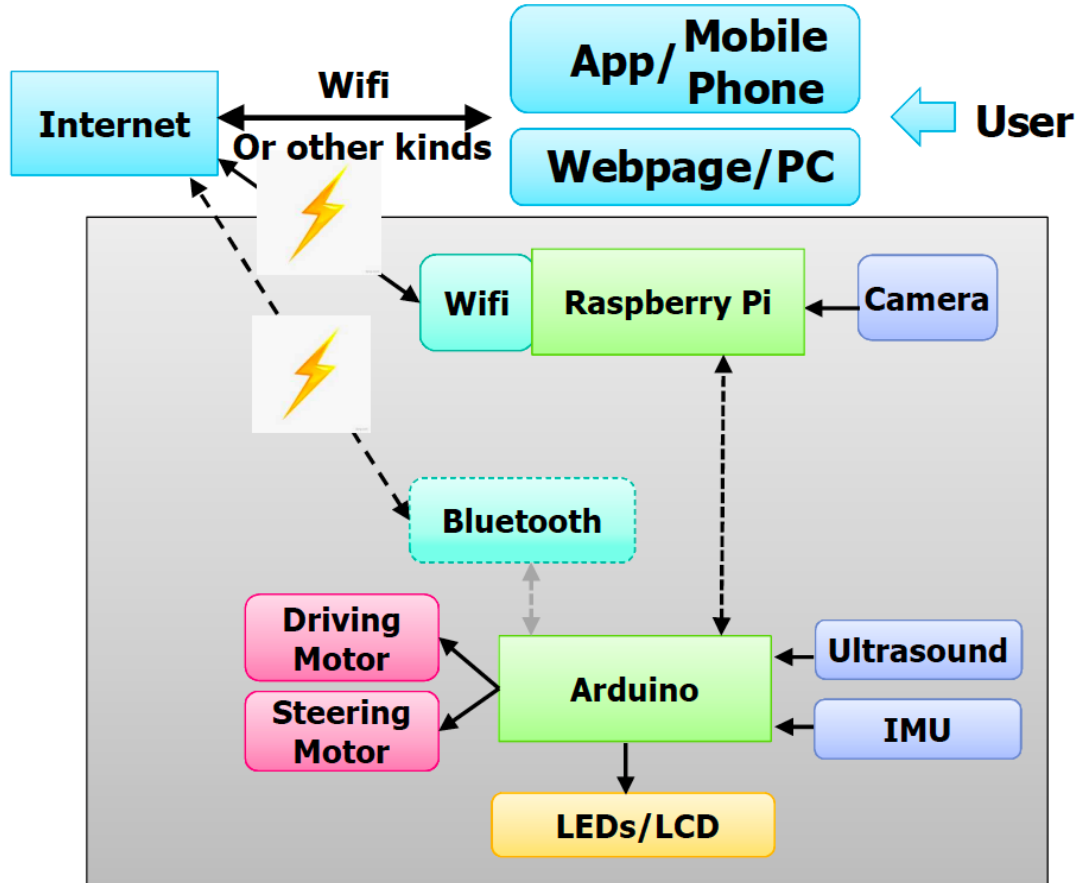 App/ Mobile
Phone
Wifi
Internet
Or other kinds
User
Webpage/PC
Wifi
Raspberry Pi
Camera
Bluetooth
Driving
Motor
Ultrasound
Arduino
Steering
Motor
IMU
LEDs/LCD